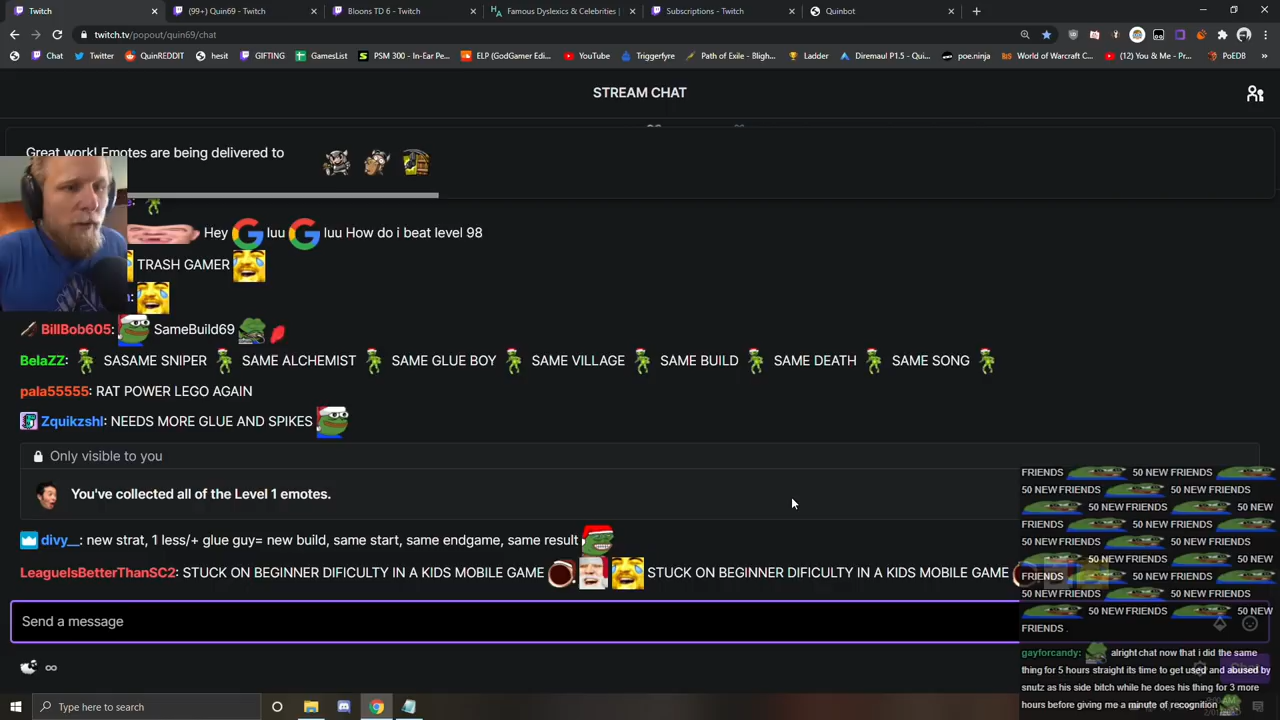 Twitch
(99+) Quin69 - Twitch
Bloons TD 6 - Twitch
Famous Dyslexics & Celebrities |
Subscriptions - Twitch
Quinbot
twitch.tv/popout/quin69/chat
Chat
Twitter
QuinREDDIT
hesit
GIFTING
GamesList
PSM 300 - In-Ear Pe...
ELP (GodGamer Edi...
YouTube
Triggerfyre
Path of Exile - Bligh...
Ladder
Diremaul P1.5 - Qui...
poe.ninja
World of Warcraft C...
(12) You & Me - Pr...
PoEDB
STREAM CHAT
Great work! Emotes are being delivered to
Hey G luu G luu How do i beat level 98
TRASH GAMER
BillBob605: SameBuild69
BelaZZ: SASAME SNIPER SAME ALCHEMIST SAME GLUE BOY SAME VILLAGE SAME BUILD SAME DEATH SAME SONG
pala55555: RAT POWER LEGO AGAIN
Zquikzshl: NEEDS MORE GLUE AND SPIKES
Only visible to you
You've collected all of the Level 1 emotes.
divy__: new strat, 1 less/+ glue guy= new build, same start, same endgame, same result
LeagueIsBetterThanSC2: STUCK ON BEGINNER DIFICULTY IN A KIDS MOBILE GAME STUCK ON BEGINNER DIFICULTY IN A KIDS MOBILE GAME
Send a message
∞
FRIENDS 50 NEW FRIENDS
50 NEW FRIENDS 50 NEW FRIENDS
50 NEW FRIENDS 50 NEW
FRIENDS 50 NEW FRIENDS
50 NEW FRIENDS 50 NEW FRIENDS
50 NEW FRIENDS 50 NEW
FRIENDS 50 NEW FRIENDS
50 NEW FRIENDS 50 NEW FRIENDS
50 NEW FRIENDS 50 NEW
FRIENDS .
gayforcandy: alright chat now that i did the same
thing for 5 hours straight its time to get used and abused by
snutz as his side bitch while he does his thing for 3 more
hours before giving me a minute of recognition
Type here to search